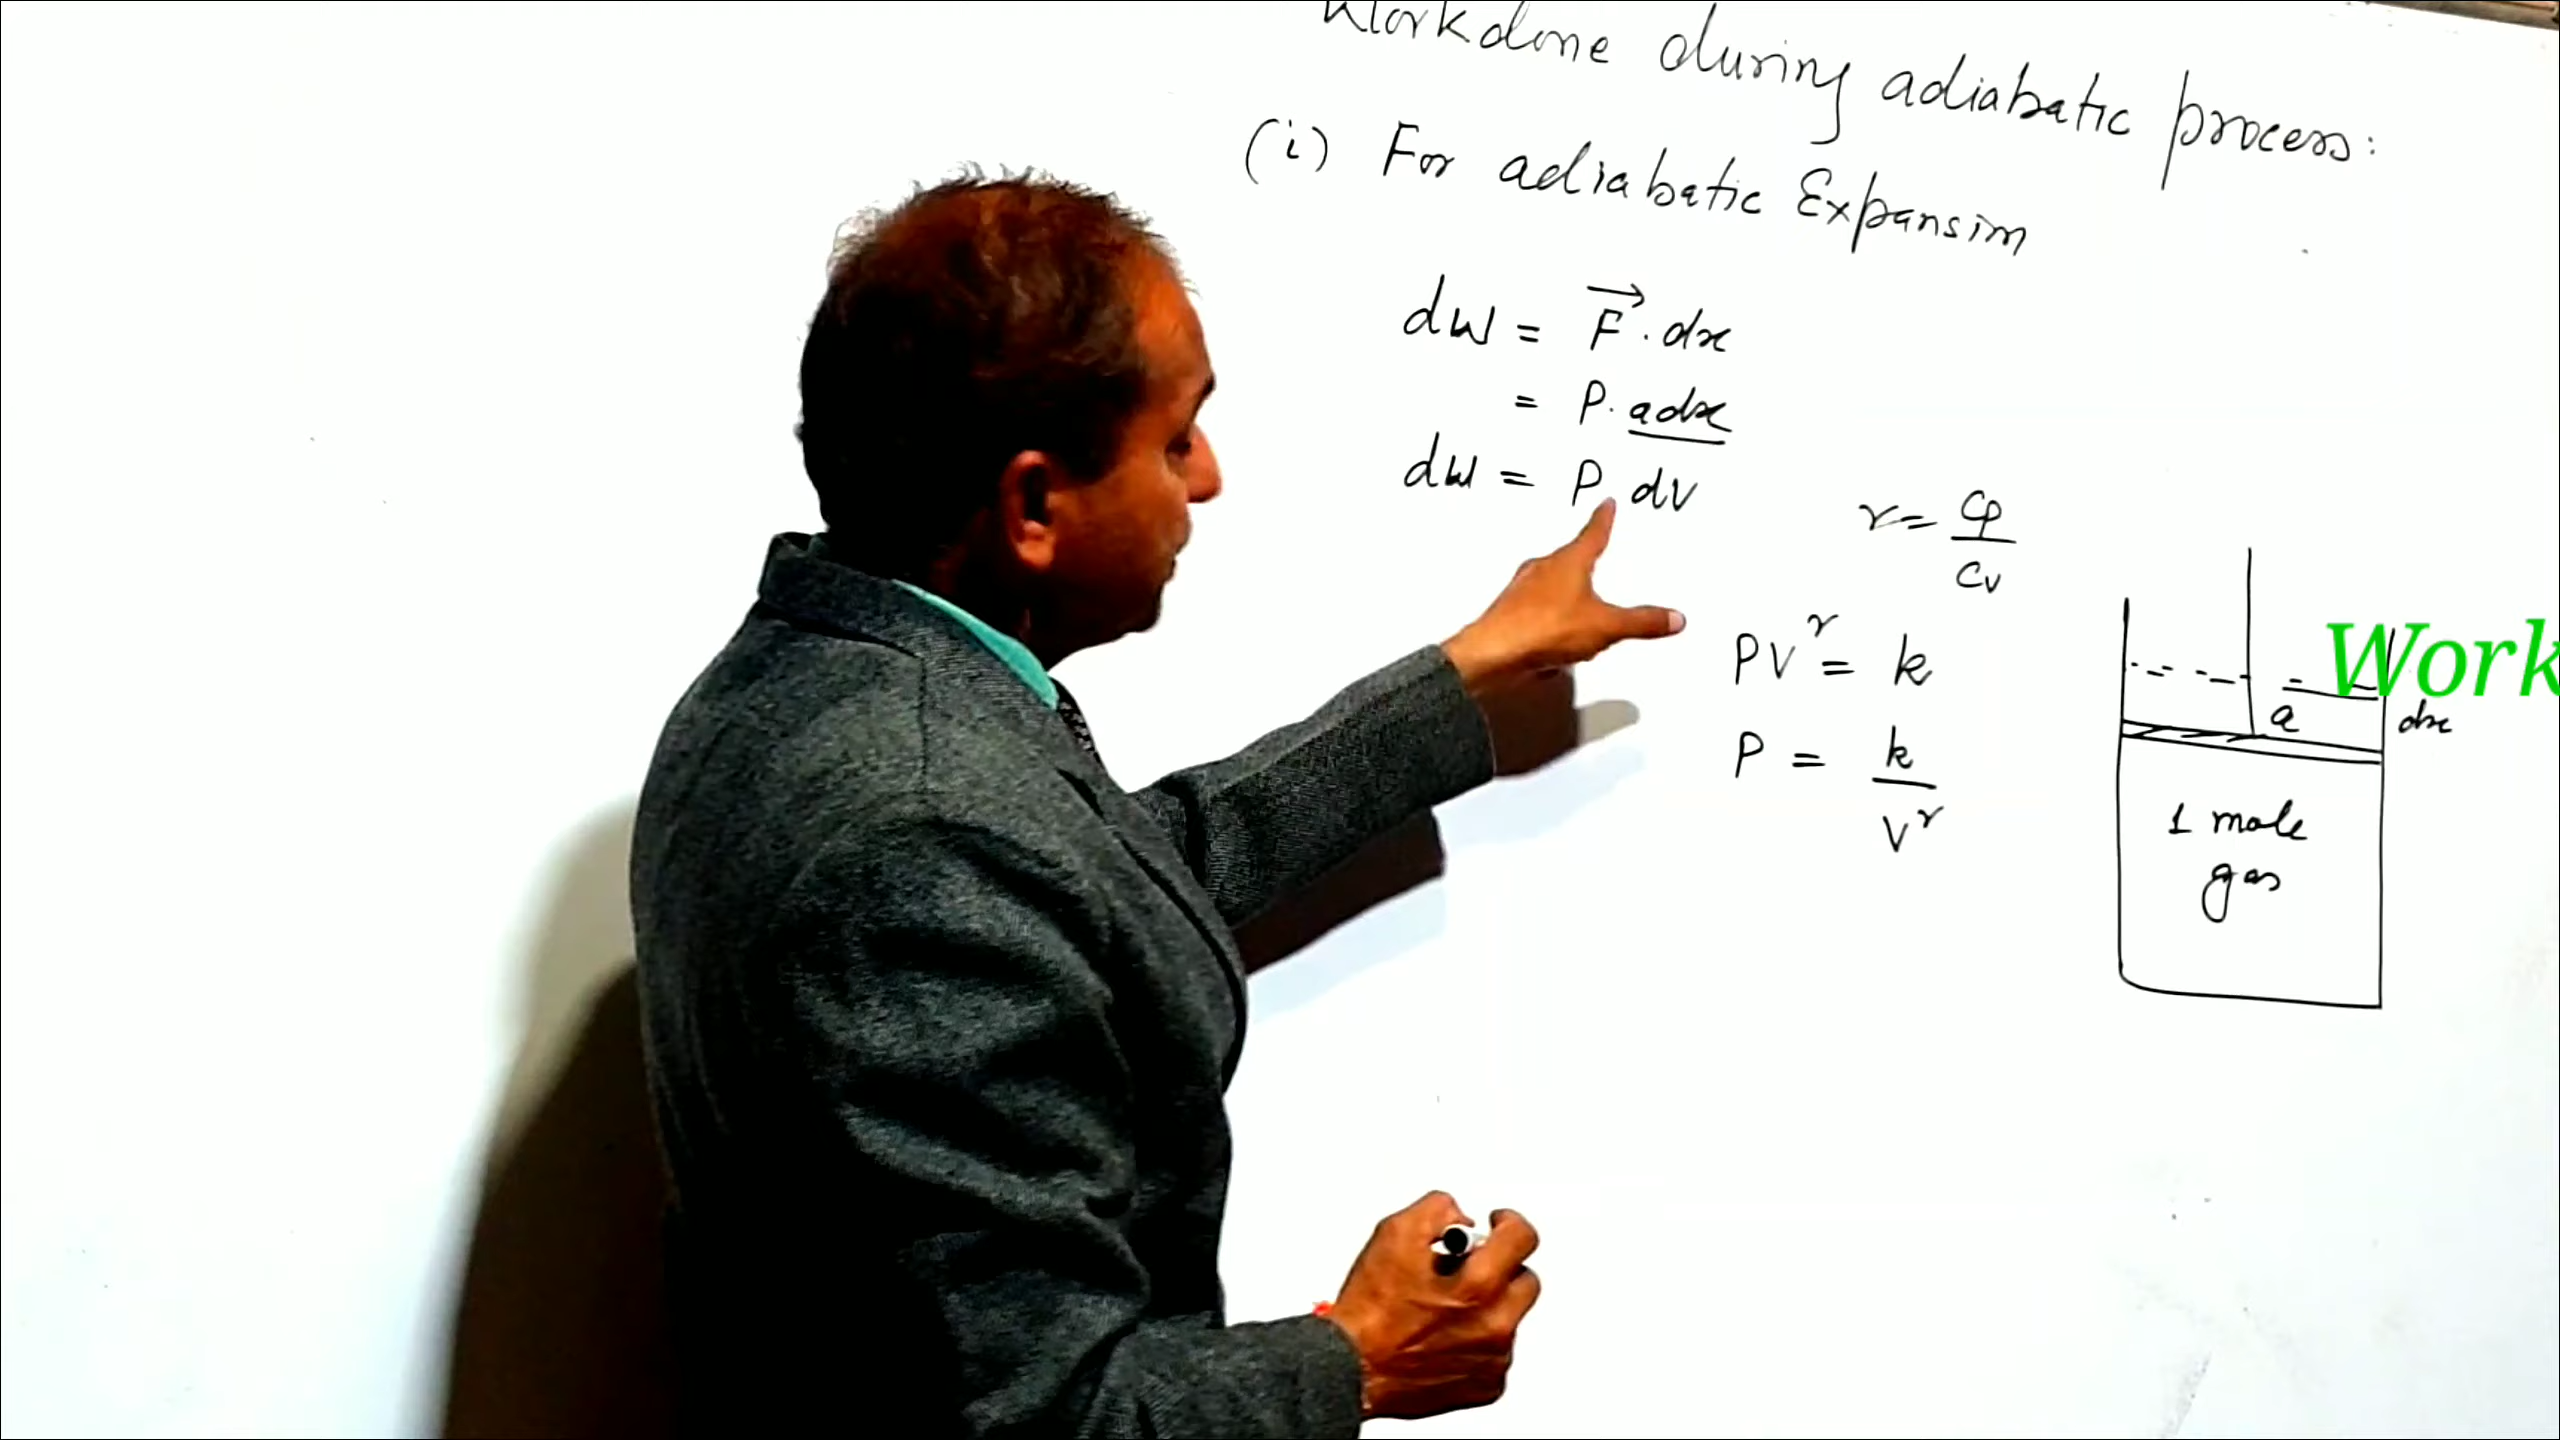 Workdone during adiabatic process:
(i) For adiabatic Expansion
dw = F⃗ . dx
= P. adx
dw = P dv
γ = Cp / Cv
PV^γ = k
P = k / V^γ
a
dx
1 mole
gas
Work